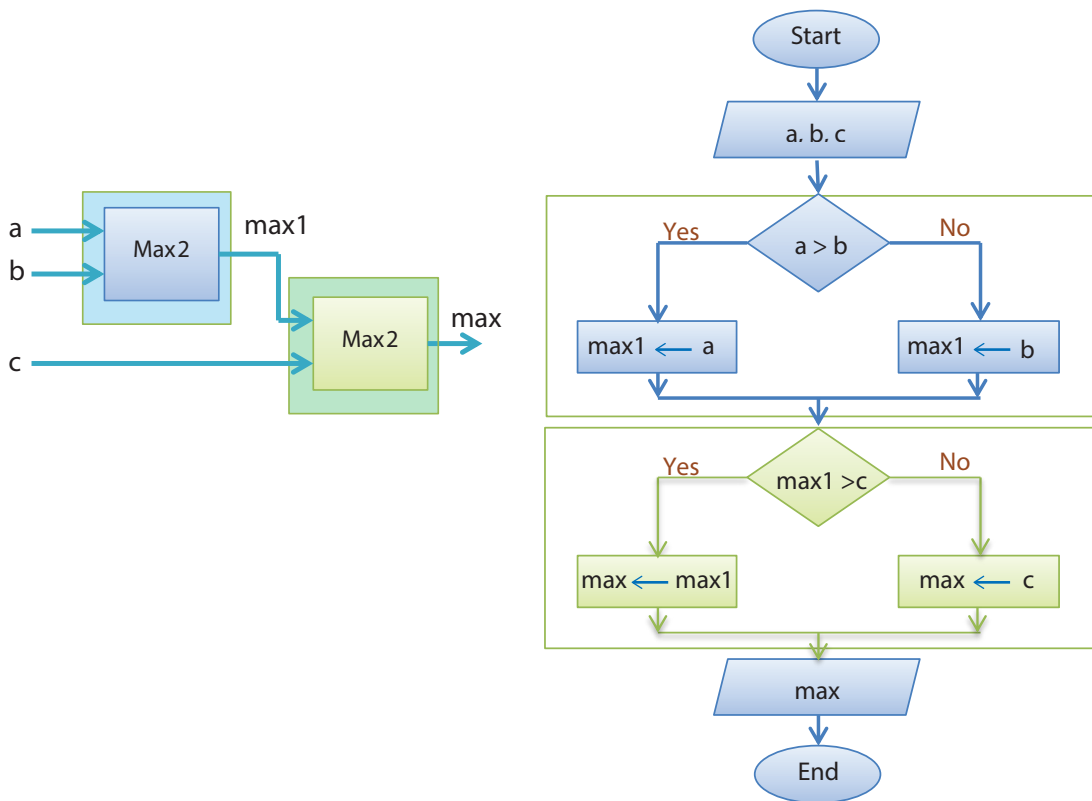 a
b
c
Max2
max1
Max2
max
Start
a. b. c
a > b
Yes
No
max1 ← a
max1 ← b
max1 >c
Yes
No
max ← max1
max ← c
max
End